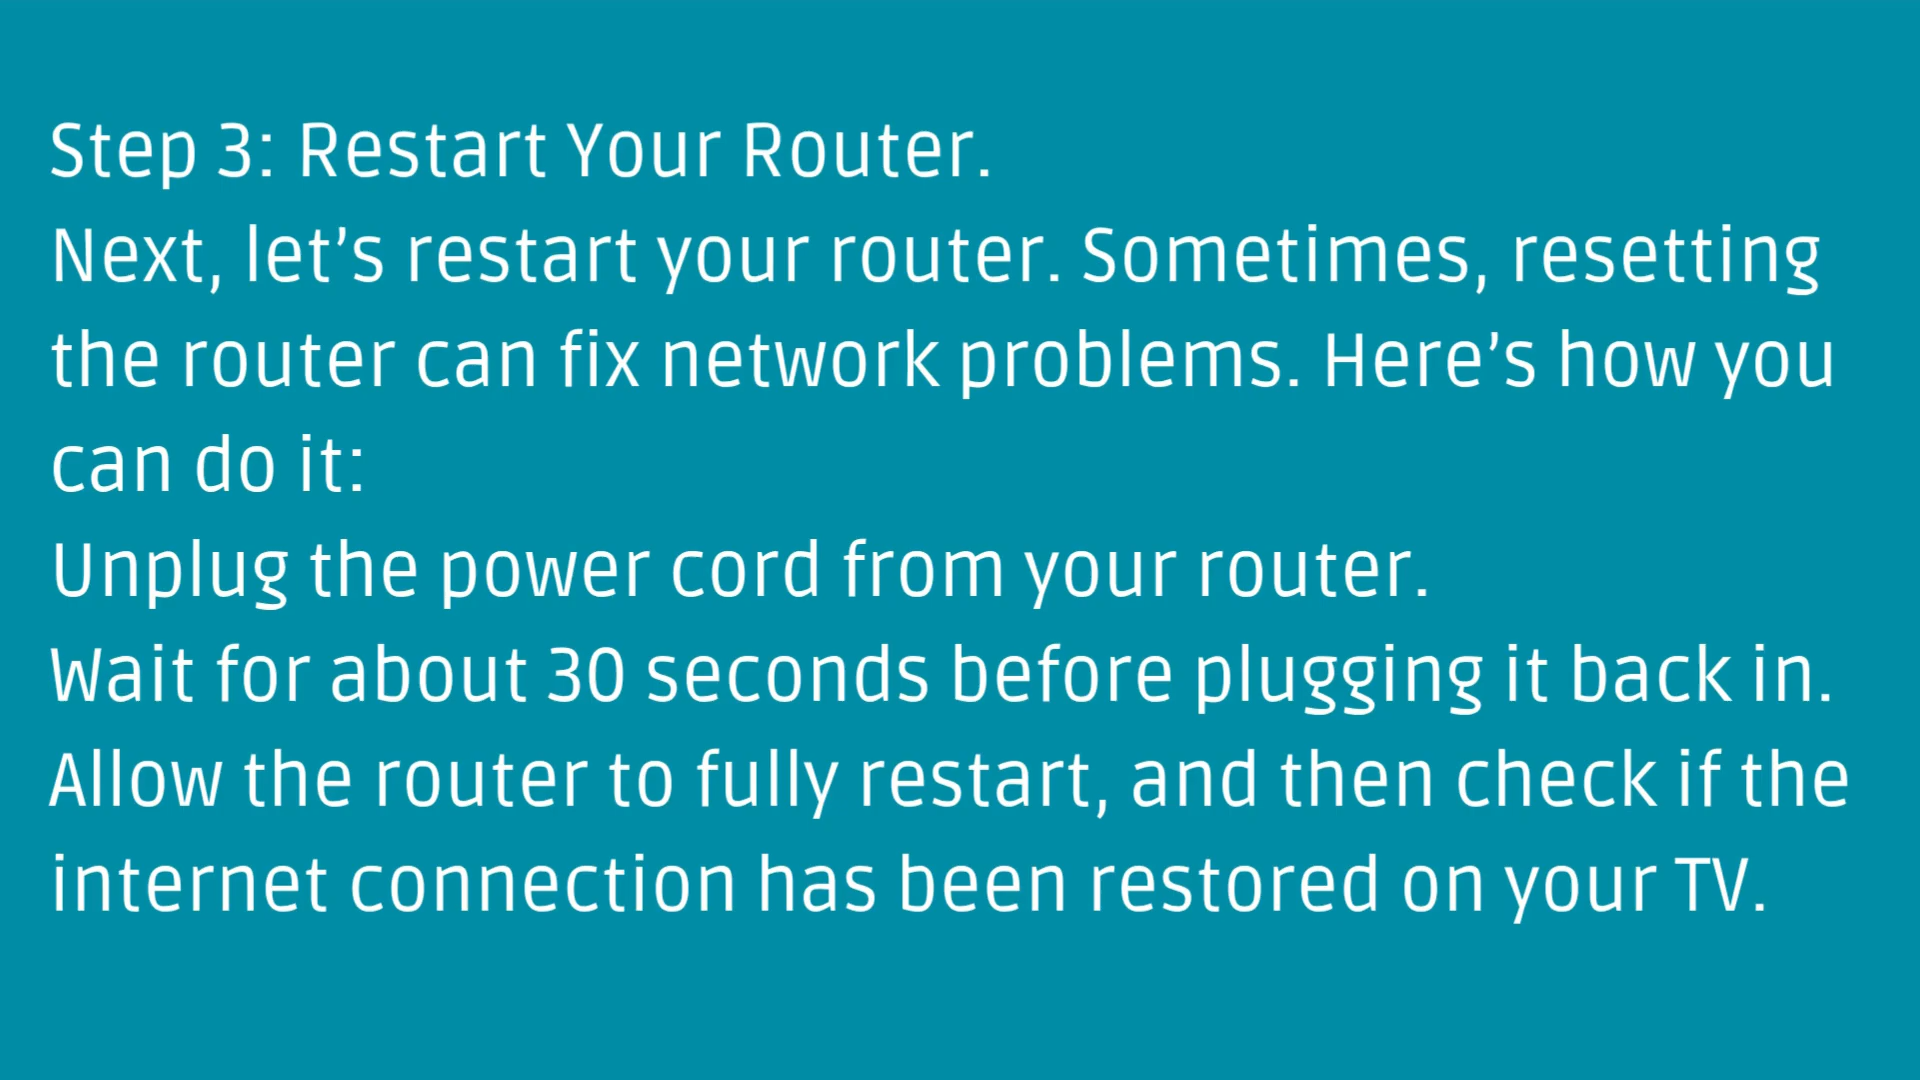 Step 3: Restart Your Router.
Next, let’s restart your router. Sometimes, resetting
the router can fix network problems. Here’s how you
can do it:
Unplug the power cord from your router.
Wait for about 30 seconds before plugging it back in.
Allow the router to fully restart, and then check if the
internet connection has been restored on your TV.